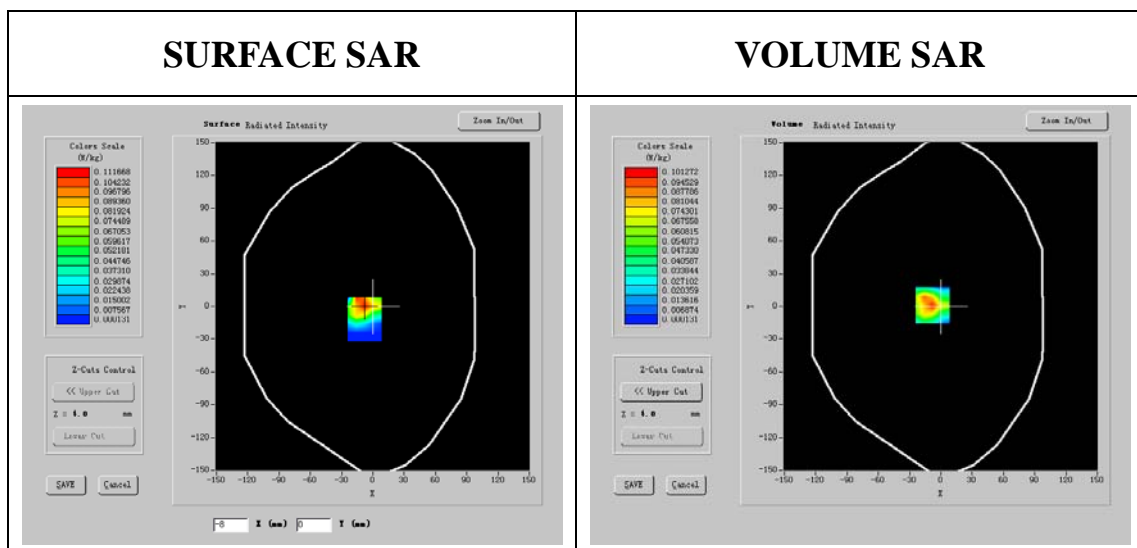 SURFACE SAR
VOLUME SAR
Surface Radiated Intensity
Zoom In/Out
Colors Scale
(W/kg)
0.111668
0.104232
0.096796
0.089360
0.081924
0.074489
0.067053
0.059617
0.052181
0.044746
0.037310
0.029874
0.022438
0.015002
0.007567
0.000131
150
120
90
60
30
0
-30
-60
-90
-120
-150
Y
-150 -120 -90 -60 -30 0 30 60 90 120 150
X
Z-Cuts Control
<< Upper Cut
Z = 4.0 mm
Lower Cut
SAVE Cancel
-8 X (mm) 0 Y (mm)
Volume Radiated Intensity
Zoom In/Out
Colors Scale
(W/kg)
0.101272
0.094529
0.087786
0.081044
0.074301
0.067558
0.060815
0.054073
0.047330
0.040587
0.033844
0.027102
0.020359
0.013616
0.006874
0.000131
150
120
90
60
30
0
-30
-60
-90
-120
-150
Y
-150 -120 -90 -60 -30 0 30 60 90 120 150
X
Z-Cuts Control
<< Upper Cut
Z = 4.0 mm
Lower Cut
SAVE Cancel